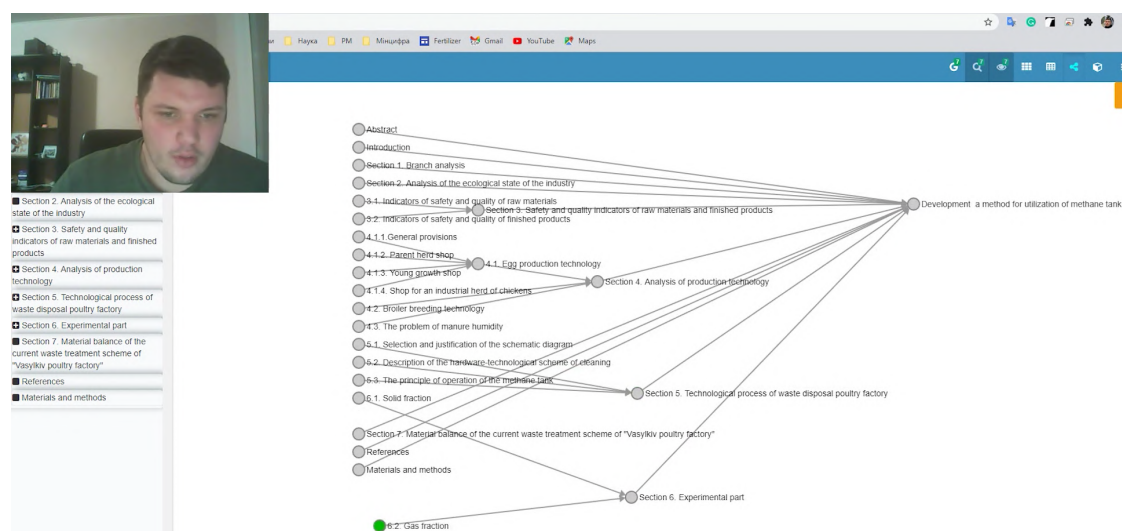 Наука
PM
Мінцифра
Fertilizer
Gmail
YouTube
Maps
Section 2. Analysis of the ecological
state of the industry
Section 3. Safety and quality
indicators of raw materials and finished
products
Section 4. Analysis of production
technology
Section 5. Technological process of
waste disposal poultry factory
Section 6. Experimental part
Section 7. Material balance of the
current waste treatment scheme of
"Vasylkiv poultry factory"
References
Materials and methods
Abstract
Introduction
Section 1. Branch analysis
Section 2. Analysis of the ecological state of the industry
3.1. Indicators of safety and quality of raw materials
Section 3. Safety and quality indicators of raw materials and finished products
3.2. Indicators of safety and quality of finished products
Development a method for utilization of methane tank
4.1.1.General provisions
4.1.2. Parent herd shop
4.1. Egg production technology
4.1.3. Young growth shop
Section 4. Analysis of production technology
4.1.4. Shop for an industrial herd of chickens
4.2. Broiler breeding technology
4.3. The problem of manure humidity
5.1. Selection and justification of the schematic diagram
5.2. Description of the hardware-technological scheme of cleaning
5.3. The principle of operation of the methane tank
Section 5. Technological process of waste disposal poultry factory
6.1. Solid fraction
Section 7. Material balance of the current waste treatment scheme of "Vasylkiv poultry factory"
References
Materials and methods
Section 6. Experimental part
6.2. Gas fraction